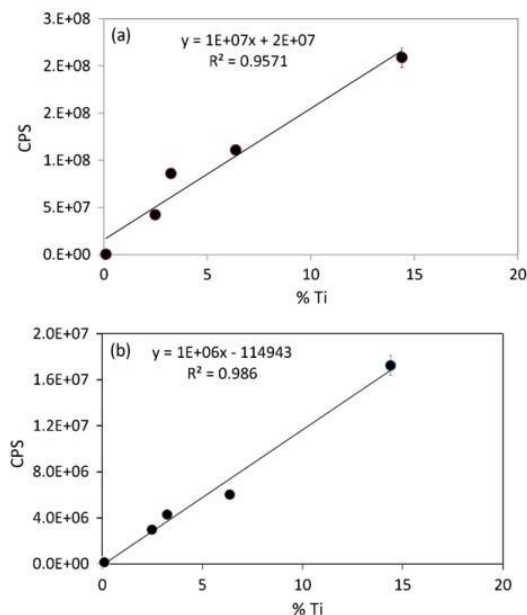 (a)
y = 1E+07x + 2E+07
R² = 0.9571
3.E+08
2.E+08
2.E+08
1.E+08
5.E+07
0.E+00
CPS
0
5
10
15
20
% Ti
(b)
y = 1E+06x - 114943
R² = 0.986
2.0E+07
1.6E+07
1.2E+07
8.0E+06
4.0E+06
0.0E+00
CPS
0
5
10
15
20
% Ti